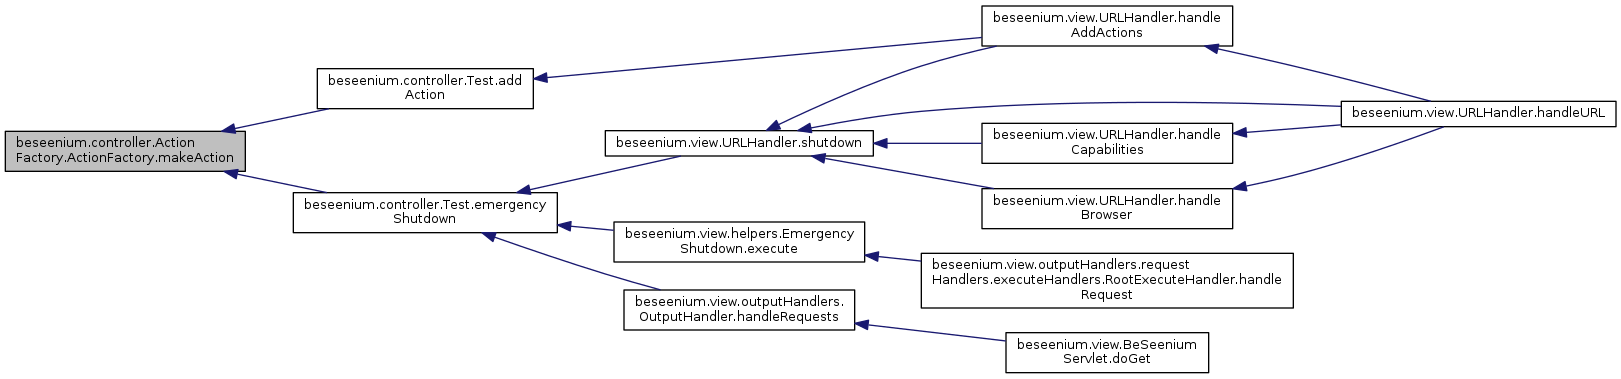 beseenium.view.URLHandler.handle
AddActions
beseenium.controller.Test.add
Action
beseenium.view.URLHandler.handleURL
beseenium.controller.Action
Factory.ActionFactory.makeAction
beseenium.view.URLHandler.shutdown
beseenium.view.URLHandler.handle
Capabilities
beseenium.controller.Test.emergency
Shutdown
beseenium.view.URLHandler.handle
Browser
beseenium.view.helpers.Emergency
Shutdown.execute
beseenium.view.outputHandlers.request
Handlers.executeHandlers.RootExecuteHandler.handle
Request
beseenium.view.outputHandlers.
OutputHandler.handleRequests
beseenium.view.BeSeenium
Servlet.doGet